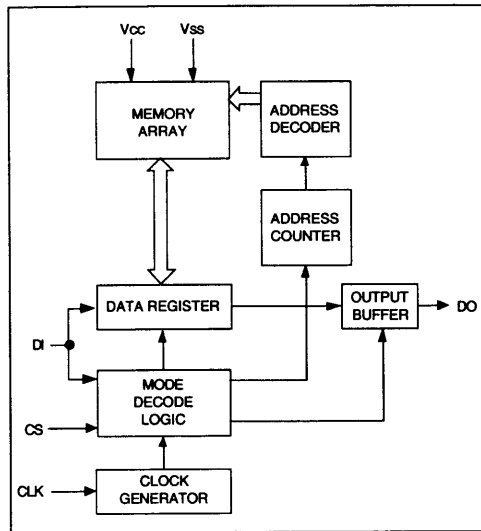 Vcc Vss
MEMORY
ARRAY
ADDRESS
DECODER
ADDRESS
COUNTER
DATA REGISTER
OUTPUT
BUFFER
DO
DI
MODE
DECODE
LOGIC
CS
CLK
CLOCK
GENERATOR